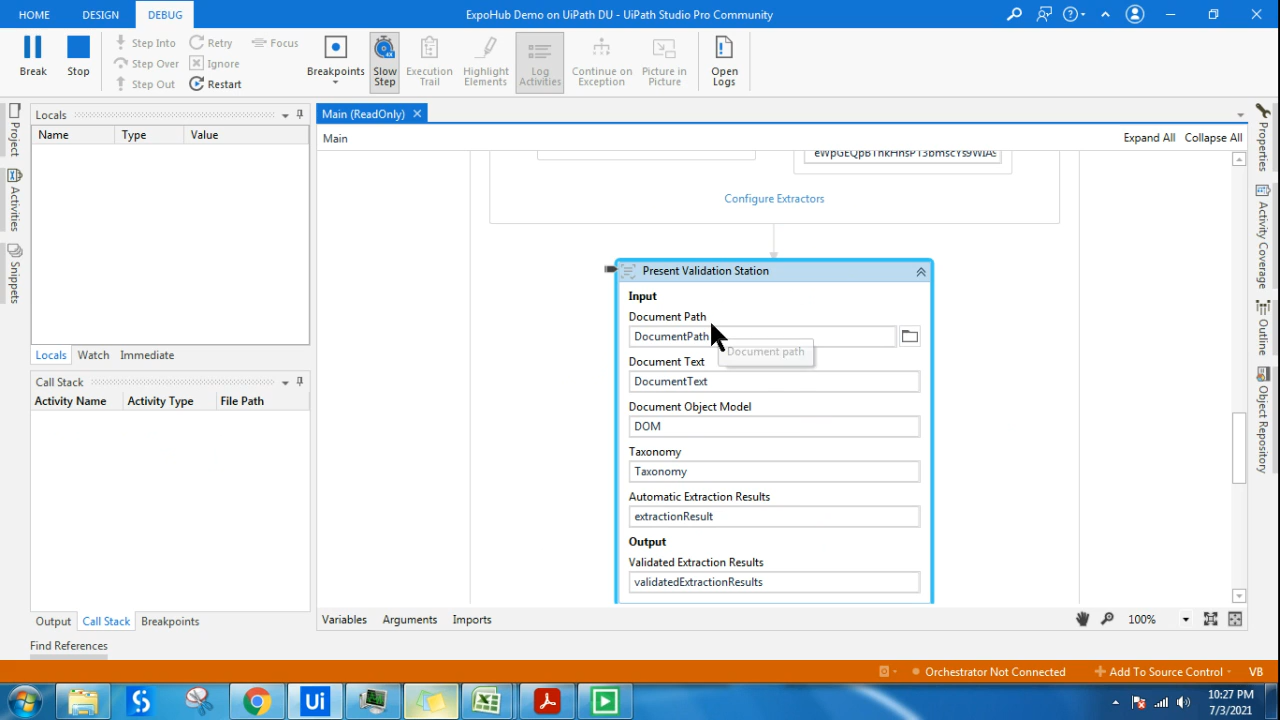 HOME DESIGN DEBUG ExpoHub Demo on UiPath DU - UiPath Studio Pro Community
Break Stop Step Into Step Over Step Out Retry Ignore Restart Focus Breakpoints Slow Step Execution Trail Highlight Elements Log Activities Continue on Exception Picture in Picture Open Logs
Project
Activities
Snippets
Locals
Name Type Value
Locals Watch Immediate
Call Stack
Activity Name Activity Type File Path
Output Call Stack Breakpoints
Find References
Main (ReadOnly)
Main Expand All Collapse All
Configure Extractors
Present Validation Station
Input
Document Path
DocumentPath
Document path
Document Text
DocumentText
Document Object Model
DOM
Taxonomy
Taxonomy
Automatic Extraction Results
extractionResult
Output
Validated Extraction Results
validatedExtractionResults
Variables Arguments Imports 100%
Properties
Activity Coverage
Outline
Object Repository
Orchestrator Not Connected Add To Source Control VB
Ui
10:27 PM
7/3/2021